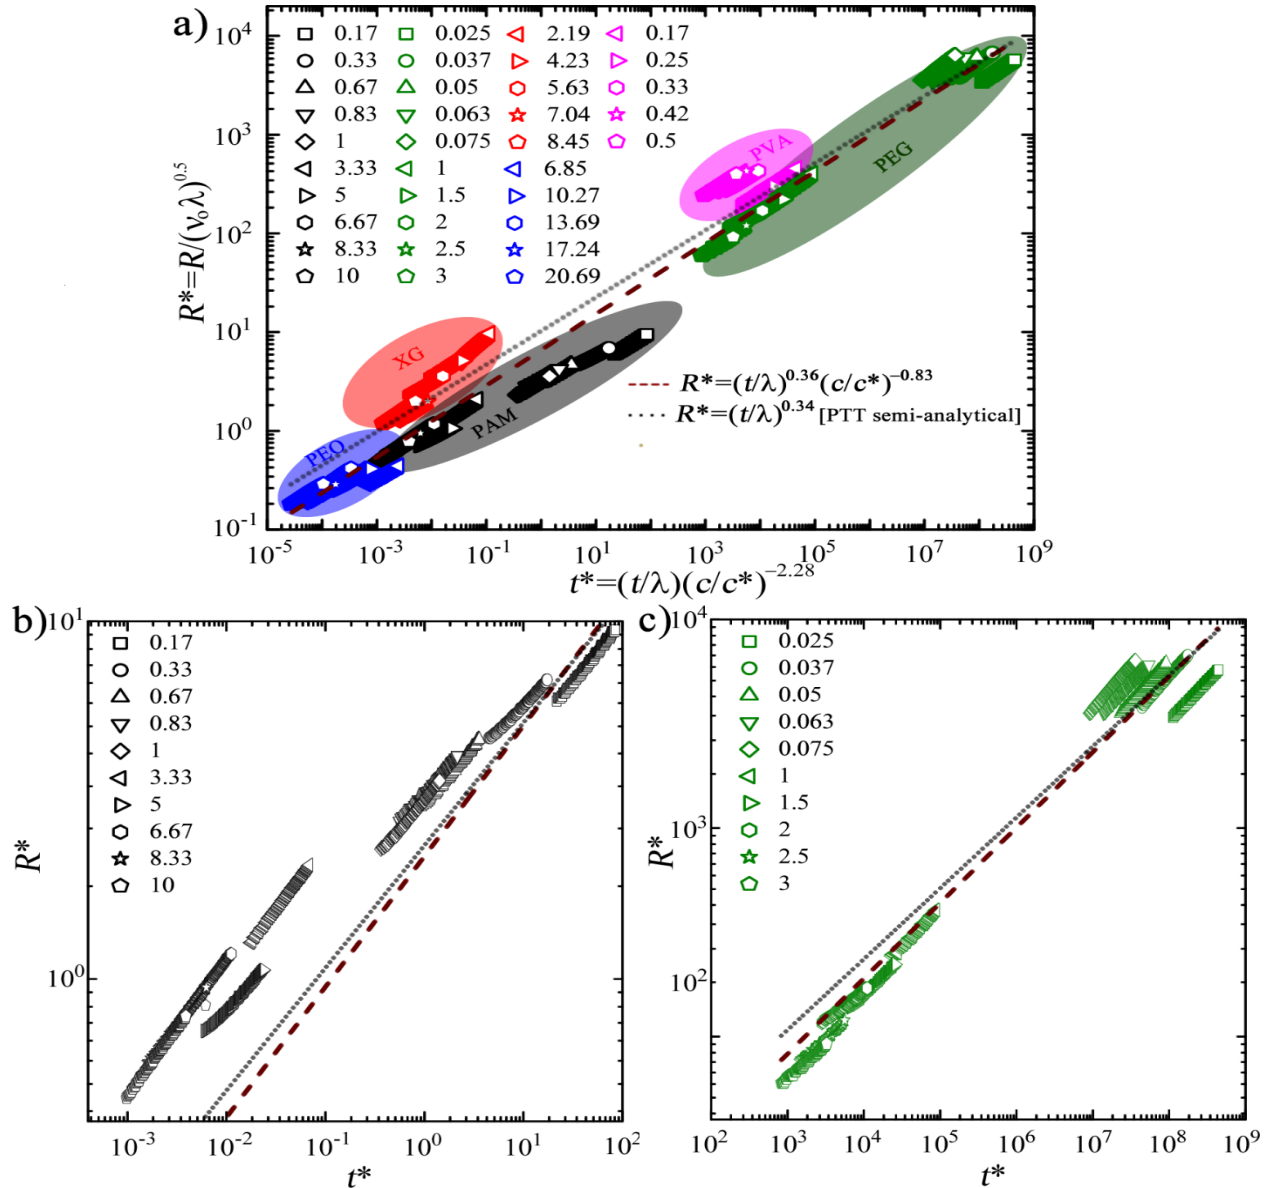 a)
R*=R/(ν₀λ)^0.5
10^4
10^3
10^2
10^1
10^0
10^-1
0.17 0.025 2.19 0.17
0.33 0.037 4.23 0.25
0.67 0.05 5.63 0.33
0.83 0.063 7.04 0.42
1 0.075 8.45 0.5
3.33 1 6.85
5 1.5 10.27
6.67 2 13.69
8.33 2.5 17.24
10 3 20.69
PVA
PEG
XG
PAM
PEO
R*=(t/λ)^0.36(c/c*)^−0.83
R*=(t/λ)^0.34 [PTT semi-analytical]
10^-5 10^-3 10^-1 10^1 10^3 10^5 10^7 10^9
t*=(t/λ)(c/c*)^−2.28
b)
R*
10^1
10^0
0.17
0.33
0.67
0.83
1
3.33
5
6.67
8.33
10
10^-3 10^-2 10^-1 10^0 10^1 10^2
t*
c)
R*
10^4
10^3
10^2
0.025
0.037
0.05
0.063
0.075
1
1.5
2
2.5
3
10^2 10^3 10^4 10^5 10^6 10^7 10^8 10^9
t*